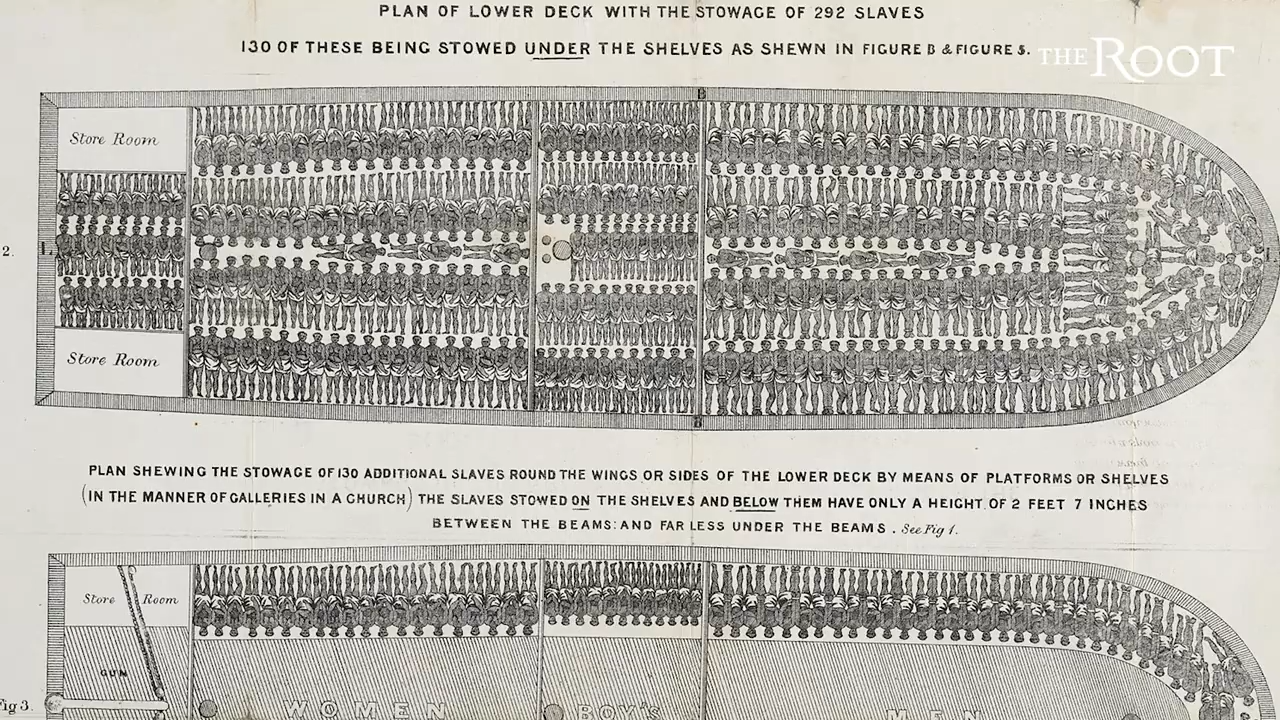 PLAN OF LOWER DECK WITH THE STOWAGE OF 292 SLAVES
130 OF THESE BEING STOWED UNDER THE SHELVES AS SHEWN IN FIGURE B & FIGURE 5.
THE ROOT
B
Store Room
2.
1.
1.
Store Room
B
PLAN SHEWING THE STOWAGE OF 130 ADDITIONAL SLAVES ROUND THE WINGS OR SIDES OF THE LOWER DECK BY MEANS OF PLATFORMS OR SHELVES
(IN THE MANNER OF GALLERIES IN A CHURCH) THE SLAVES STOWED ON THE SHELVES AND BELOW THEM HAVE ONLY A HEIGHT OF 2 FEET 7 INCHES
BETWEEN THE BEAMS: AND FAR LESS UNDER THE BEAMS. See Fig 1.
Store Room
GUN
Fig 3.
WOMEN BOY'S MEN